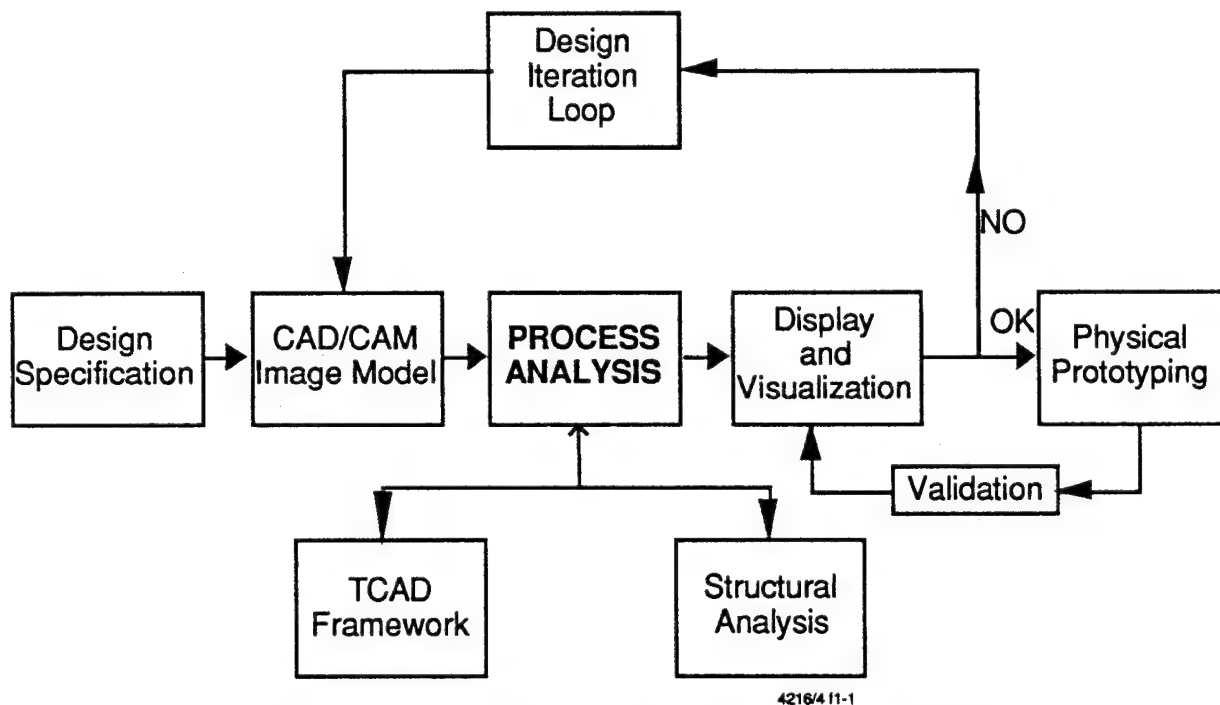 Design
Iteration
Loop
NO
Design
Specification
CAD/CAM
Image Model
PROCESS
ANALYSIS
Display
and
Visualization
OK
Physical
Prototyping
Validation
TCAD
Framework
Structural
Analysis
4216/4 f1-1